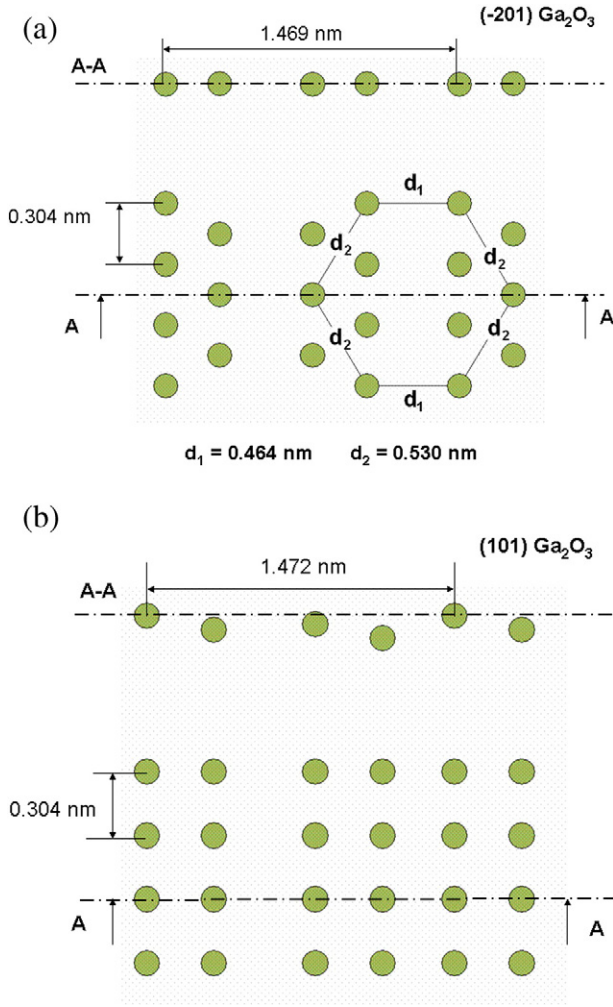 (a)
(-201) Ga₂O₃
1.469 nm
A-A
d₁
0.304 nm
d₂
d₂
A
A
d₂
d₂
d₁
d₁ = 0.464 nm d₂ = 0.530 nm
(b)
(101) Ga₂O₃
1.472 nm
A-A
0.304 nm
A
A